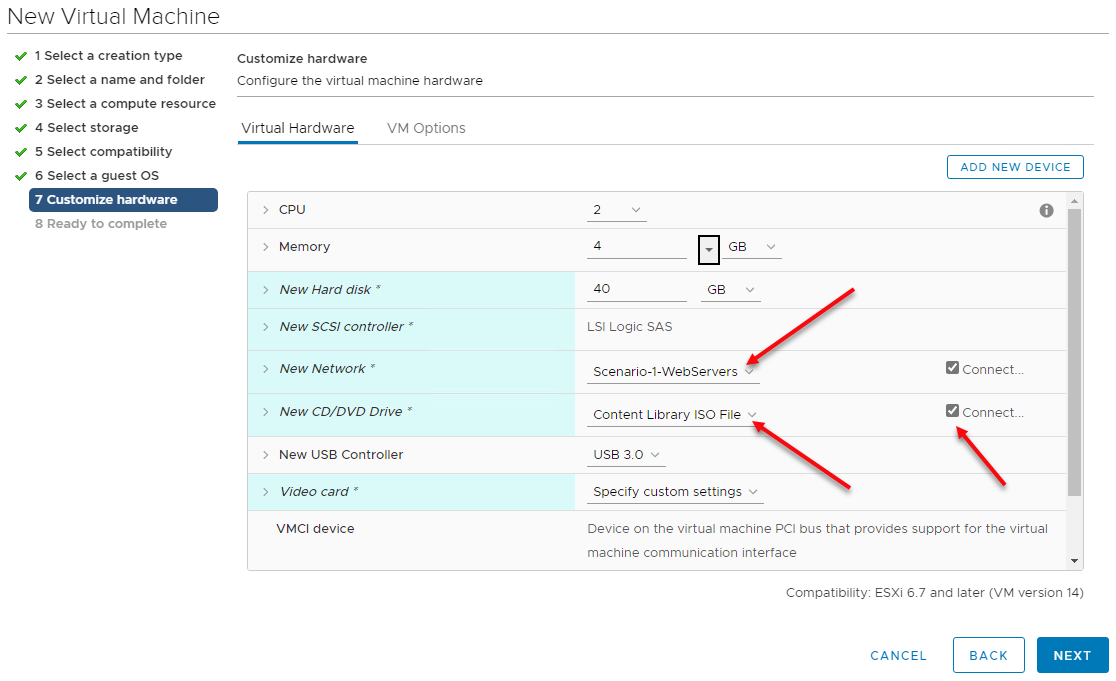 New Virtual Machine
1 Select a creation type
2 Select a name and folder
3 Select a compute resource
4 Select storage
5 Select compatibility
6 Select a guest OS
7 Customize hardware
8 Ready to complete
Customize hardware
Configure the virtual machine hardware
Virtual Hardware VM Options
ADD NEW DEVICE
CPU 2
Memory 4 GB
New Hard disk * 40 GB
New SCSI controller * LSI Logic SAS
New Network * Scenario-1-WebServers Connect...
New CD/DVD Drive * Content Library ISO File Connect...
New USB Controller USB 3.0
Video card * Specify custom settings
VMCI device Device on the virtual machine PCI bus that provides support for the virtual
machine communication interface
Compatibility: ESXi 6.7 and later (VM version 14)
CANCEL BACK NEXT